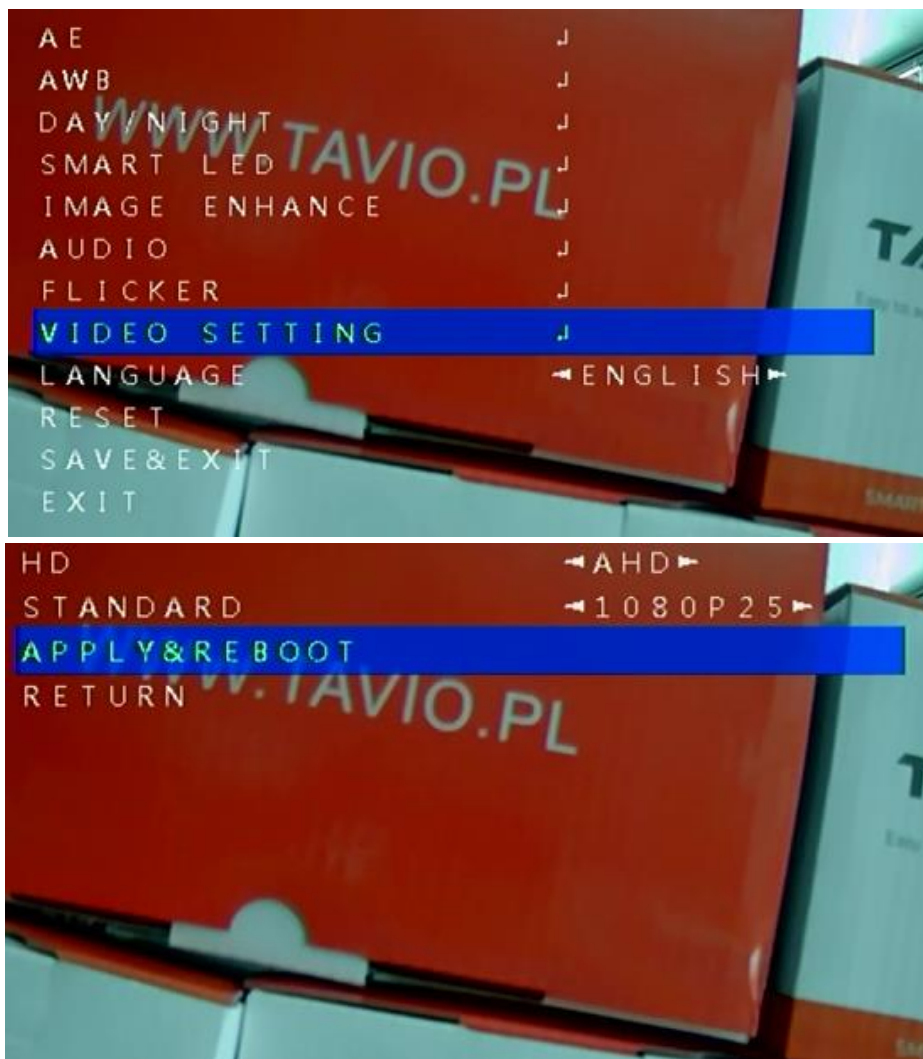 AE ↲
AWB ↲
DAY/NIGHT ↲
SMART LED ↲
IMAGE ENHANCE ↲
AUDIO ↲
FLICKER ↲
VIDEO SETTING ↲
LANGUAGE ◄ENGLISH►
RESET
SAVE&EXIT
EXIT
WWW.TAVIO.PL
HD ◄AHD►
STANDARD ◄1080P25►
APPLY&REBOOT
RETURN
WWW.TAVIO.PL